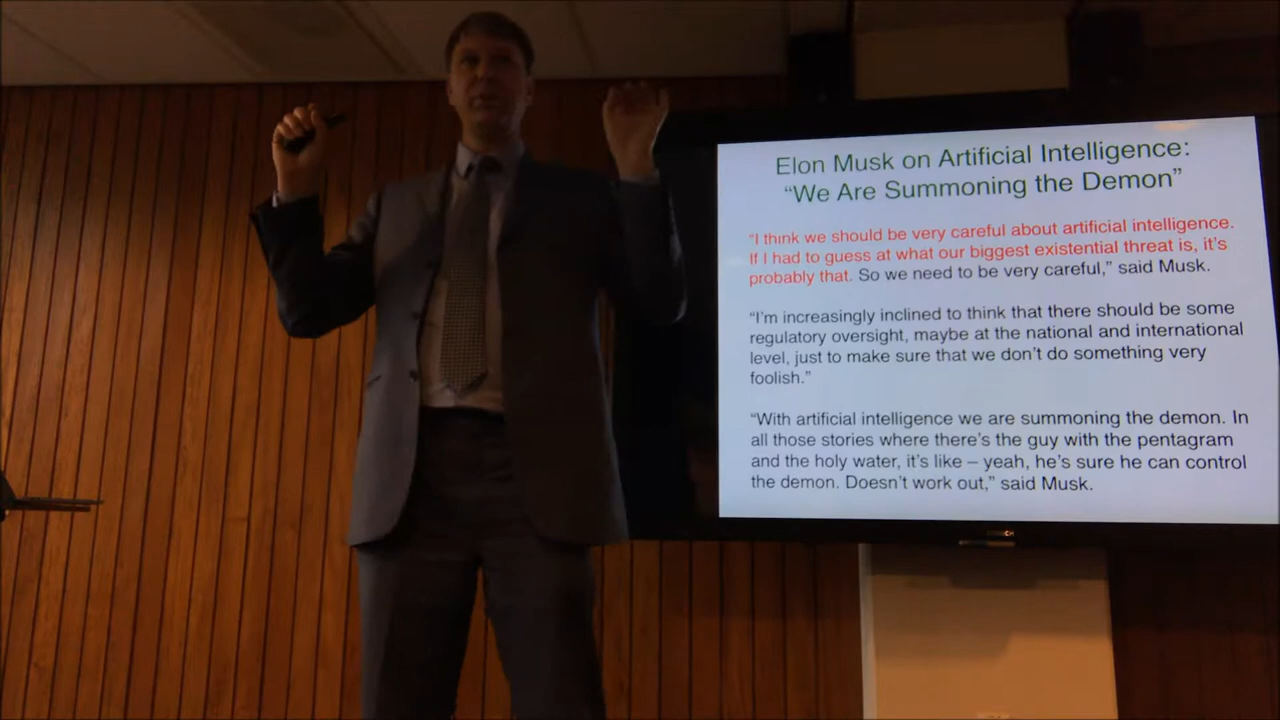 Elon Musk on Artificial Intelligence:
“We Are Summoning the Demon”
“I think we should be very careful about artificial intelligence.
If I had to guess at what our biggest existential threat is, it’s
probably that. So we need to be very careful,” said Musk.
“I’m increasingly inclined to think that there should be some
regulatory oversight, maybe at the national and international
level, just to make sure that we don’t do something very
foolish.”
“With artificial intelligence we are summoning the demon. In
all those stories where there’s the guy with the pentagram
and the holy water, it’s like – yeah, he’s sure he can control
the demon. Doesn’t work out,” said Musk.